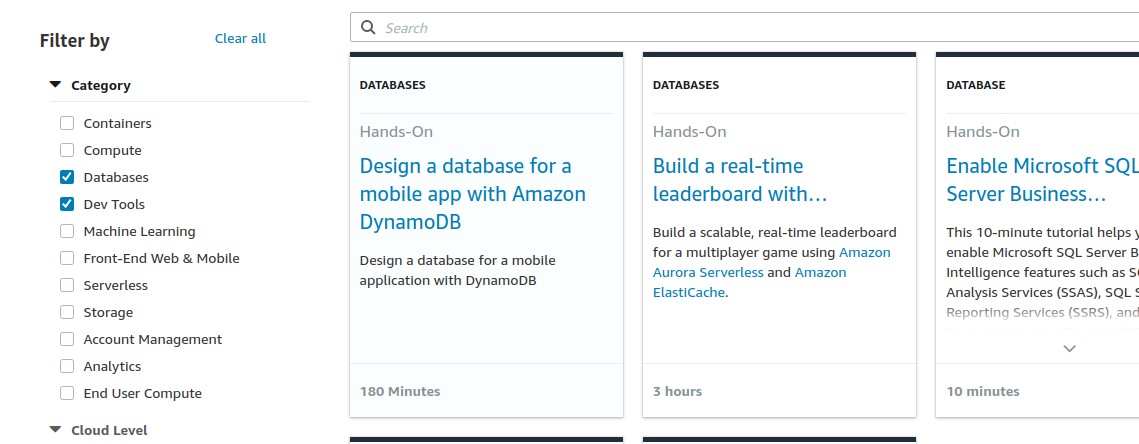 Filter by
Clear all
Category
Containers
Compute
Databases
Dev Tools
Machine Learning
Front-End Web & Mobile
Serverless
Storage
Account Management
Analytics
End User Compute
Cloud Level
Search
DATABASES
Hands-On
Design a database for a
mobile app with Amazon
DynamoDB
Design a database for a mobile
application with DynamoDB
180 Minutes
DATABASES
Hands-On
Build a real-time
leaderboard with...
Build a scalable, real-time leaderboard
for a multiplayer game using Amazon
Aurora Serverless and Amazon
ElastiCache.
3 hours
DATABASE
Hands-On
Enable Microsoft SQL
Server Business...
This 10-minute tutorial helps
enable Microsoft SQL Server
Intelligence features such as
Analysis Services (SSAS), SQL
Reporting Services (SSRS), and
10 minutes